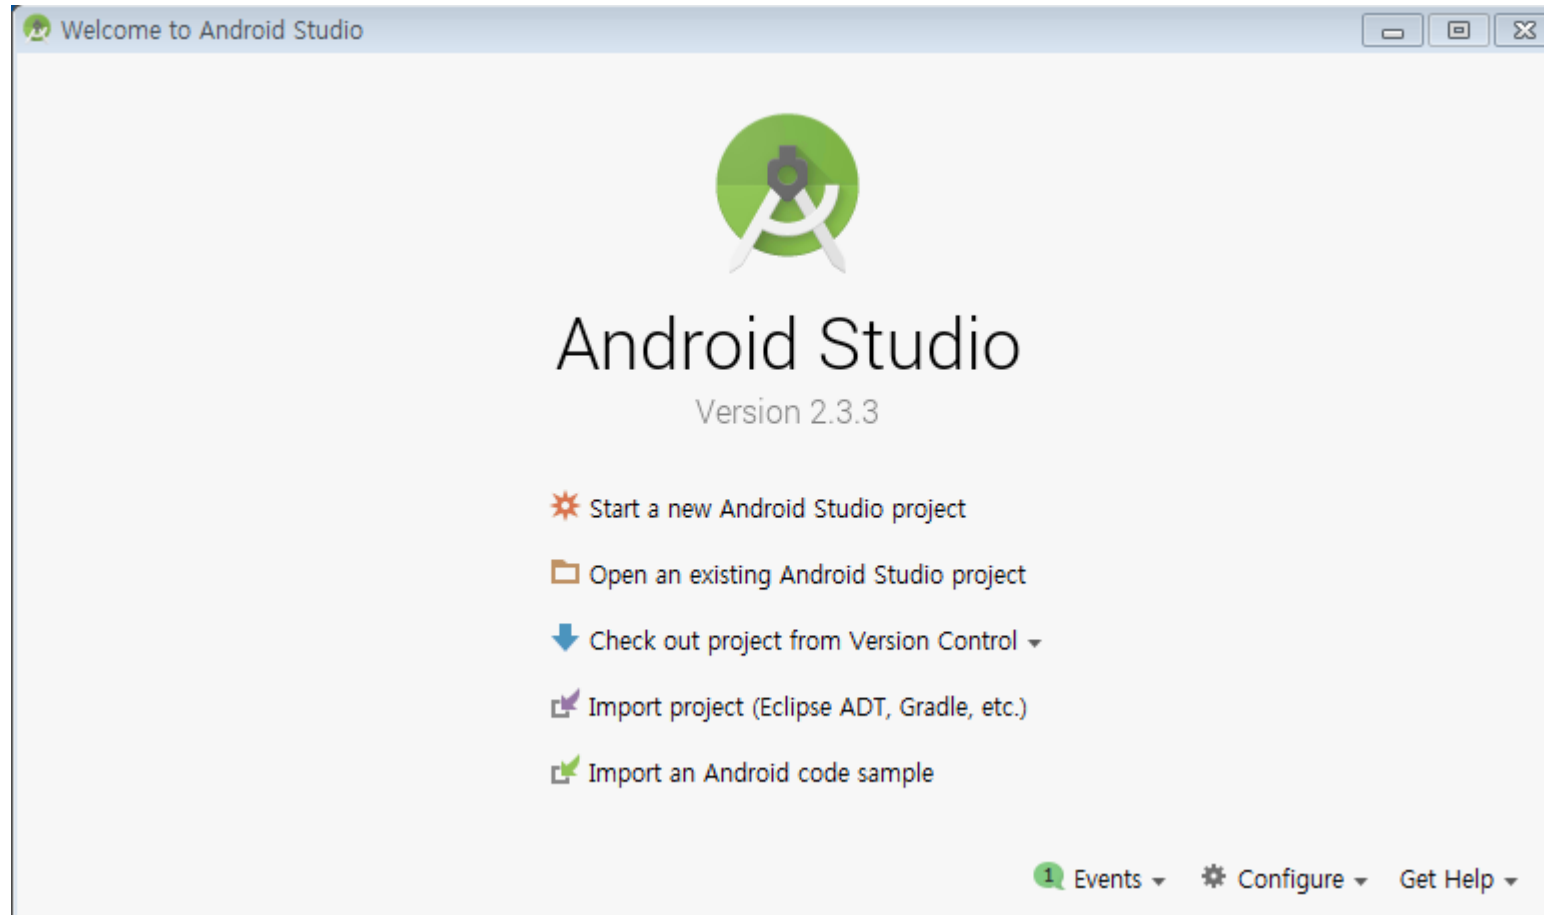 Welcome to Android Studio
Android Studio
Version 2.3.3
Start a new Android Studio project
Open an existing Android Studio project
Check out project from Version Control
Import project (Eclipse ADT, Gradle, etc.)
Import an Android code sample
1 Events Configure Get Help